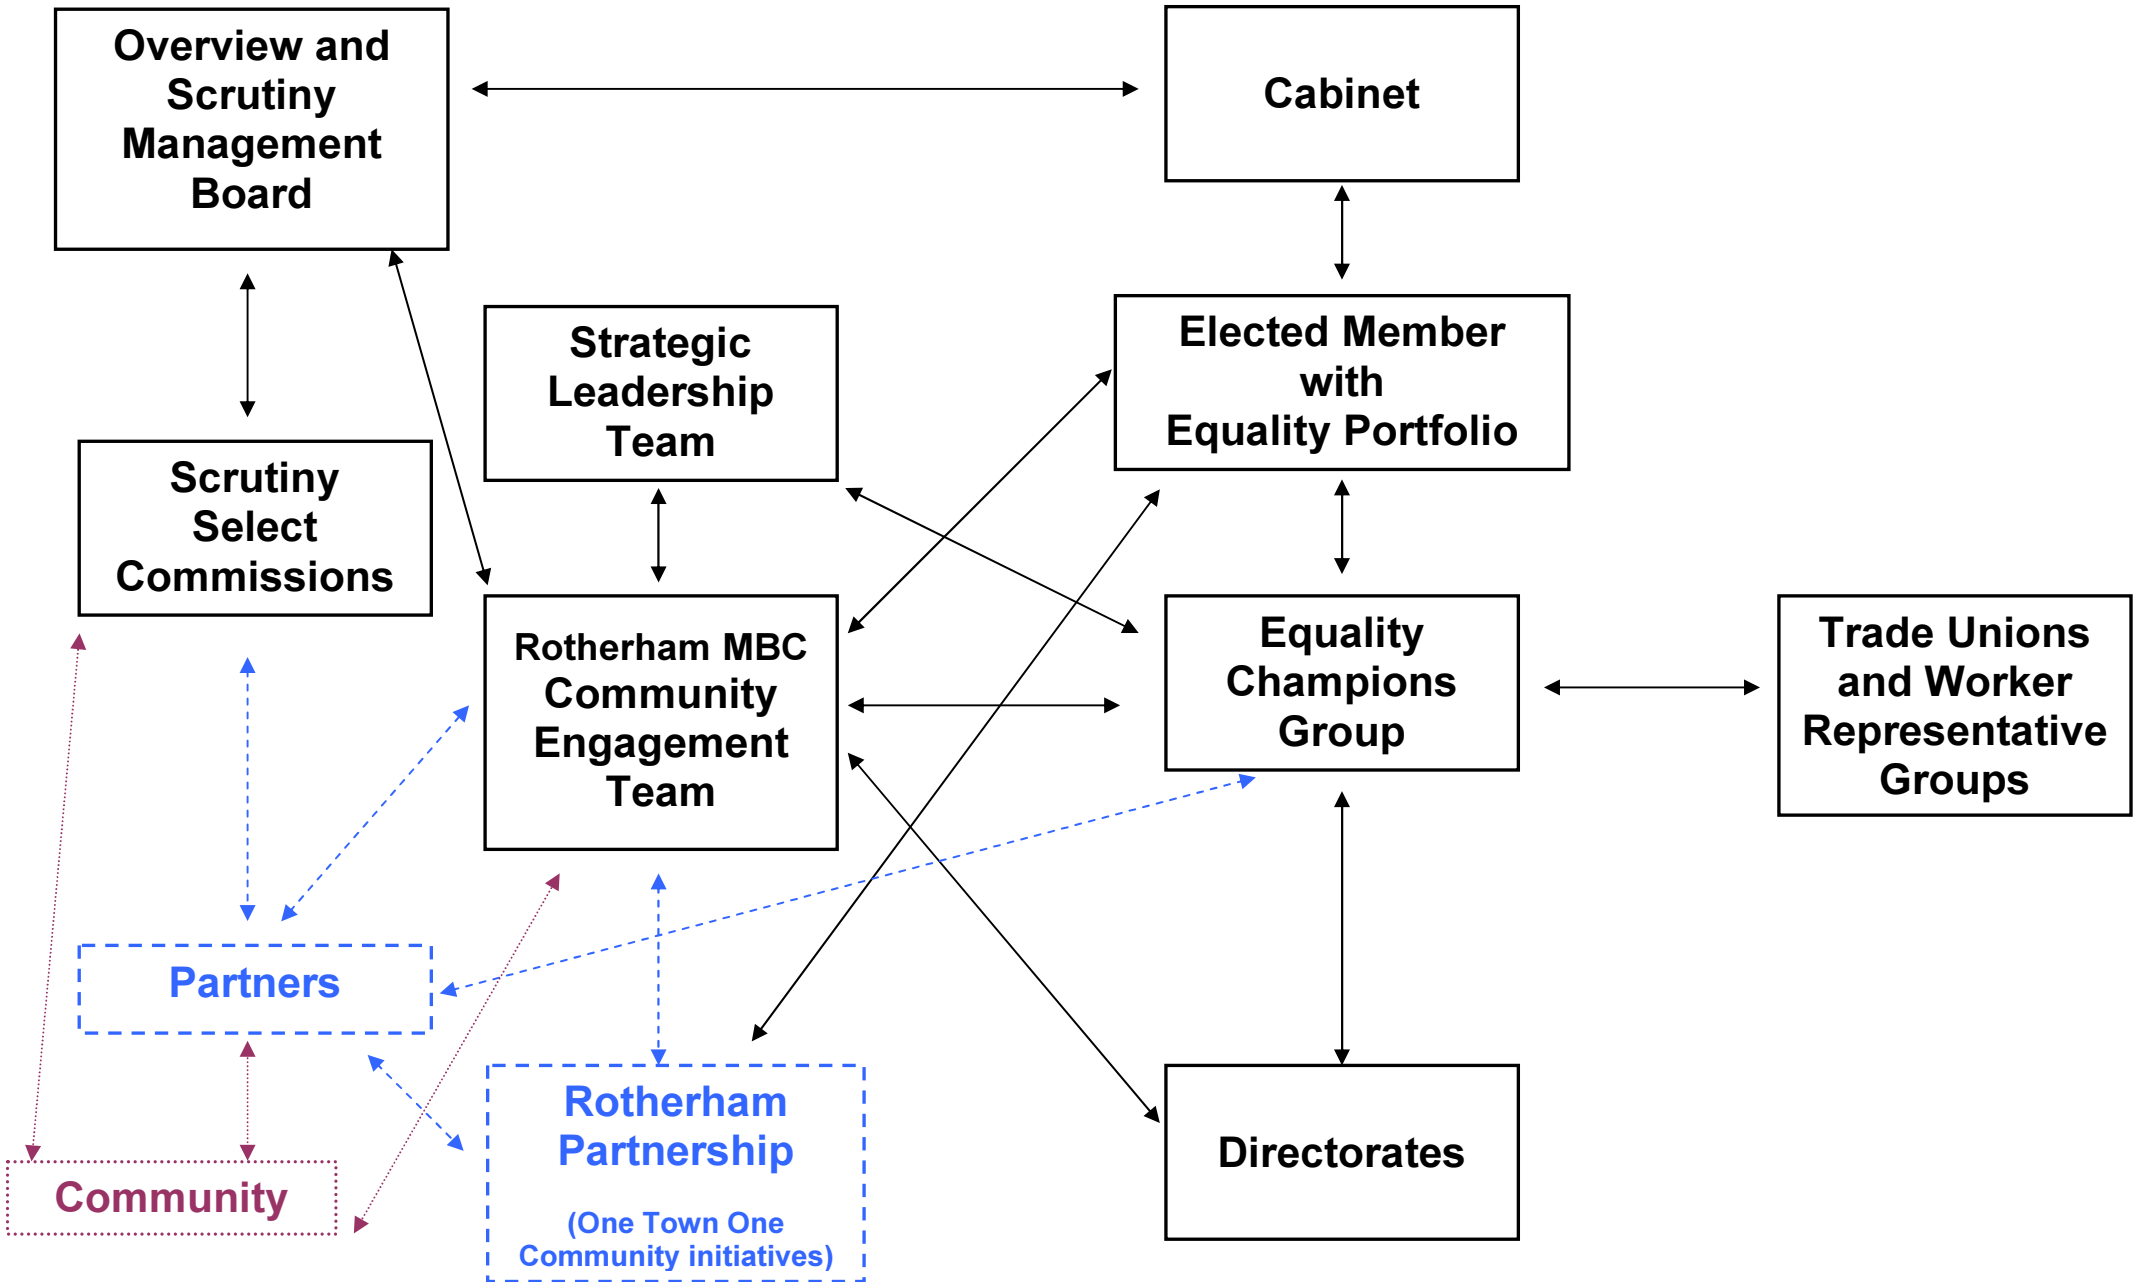 Overview and
Scrutiny
Management
Board
Cabinet
Strategic
Leadership
Team
Elected Member
with
Equality Portfolio
Scrutiny
Select
Commissions
Rotherham MBC
Community
Engagement
Team
Equality
Champions
Group
Trade Unions
and Worker
Representative
Groups
Partners
Community
Rotherham
Partnership
(One Town One
Community initiatives)
Directorates